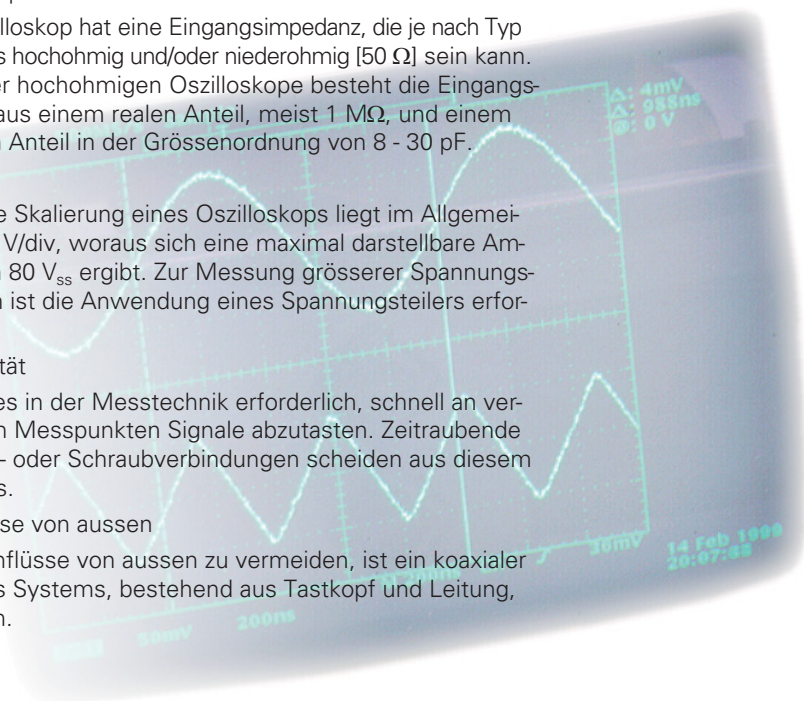 illoskop hat eine Eingangsimpedanz, die je nach Typ
s hochohmig und/oder niederohmig [50 Ω] sein kann.
er hochohmigen Oszilloskope besteht die Eingangs-
aus einem realen Anteil, meist 1 MΩ, und einem
n Anteil in der Grössenordnung von 8 - 30 pF.
e Skalierung eines Oszilloskops liegt im Allgemei-
V/div, woraus sich eine maximal darstellbare Am-
n 80 Vss ergibt. Zur Messung grösserer Spannungs-
n ist die Anwendung eines Spannungsteilers erfor-
tät
es in der Messtechnik erforderlich, schnell an ver-
n Messpunkten Signale abzutasten. Zeitraubende
- oder Schraubverbindungen scheiden aus diesem
s.
sse von aussen
nflüsse von aussen zu vermeiden, ist ein koaxialer
s Systems, bestehend aus Tastkopf und Leitung,
n.
Δ: 4mV
Δ: 988ns
@: 0 V
36mV
14 Feb 1999
20:07:
50mV 200ns